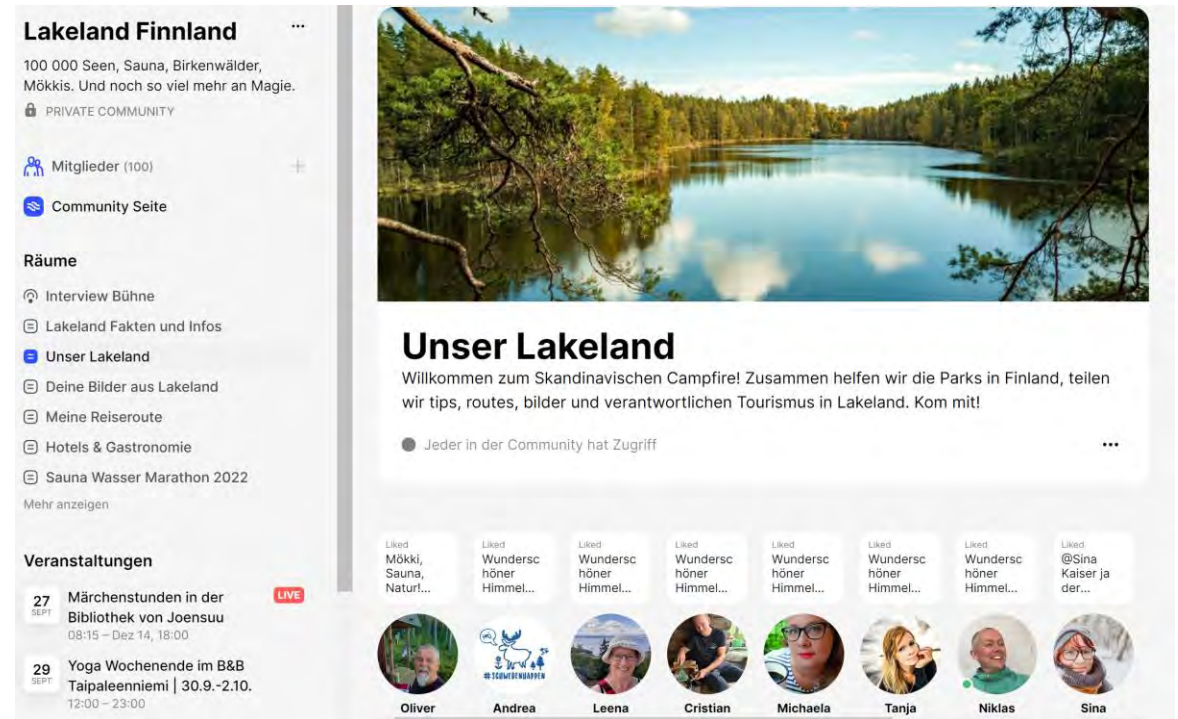 Lakeland Finnland
100 000 Seen, Sauna, Birkenwälder,
Mökkis. Und noch so viel mehr an Magie.
PRIVATE COMMUNITY
Mitglieder (100)
Community Seite
Räume
Interview Bühne
Lakeland Fakten und Infos
Unser Lakeland
Deine Bilder aus Lakeland
Meine Reiseroute
Hotels & Gastronomie
Sauna Wasser Marathon 2022
Mehr anzeigen
Veranstaltungen
27
SEPT
Märchenstunden in der
Bibliothek von Joensuu
08:15 – Dez 14, 18:00
LIVE
29
SEPT
Yoga Wochenende im B&B
Taipaleenniemi | 30.9.-2.10.
12:00 – 23:00
Unser Lakeland
Willkommen zum Skandinavischen Campfire! Zusammen helfen wir die Parks in Finland, teilen
wir tips, routes, bilder und verantwortlichen Tourismus in Lakeland. Kom mit!
Jeder in der Community hat Zugriff
Liked
Mökki,
Sauna,
Natur!...
Liked
Wundersc
höner
Himmel...
Liked
Wundersc
höner
Himmel...
Liked
Wundersc
höner
Himmel...
Liked
Wundersc
höner
Himmel...
Liked
Wundersc
höner
Himmel...
Liked
Wundersc
höner
Himmel...
Liked
@Sina
Kaiser ja
der...
#SCHWEDENHAPPEN
Oliver
Andrea
Leena
Cristian
Michaela
Tanja
Niklas
Sina